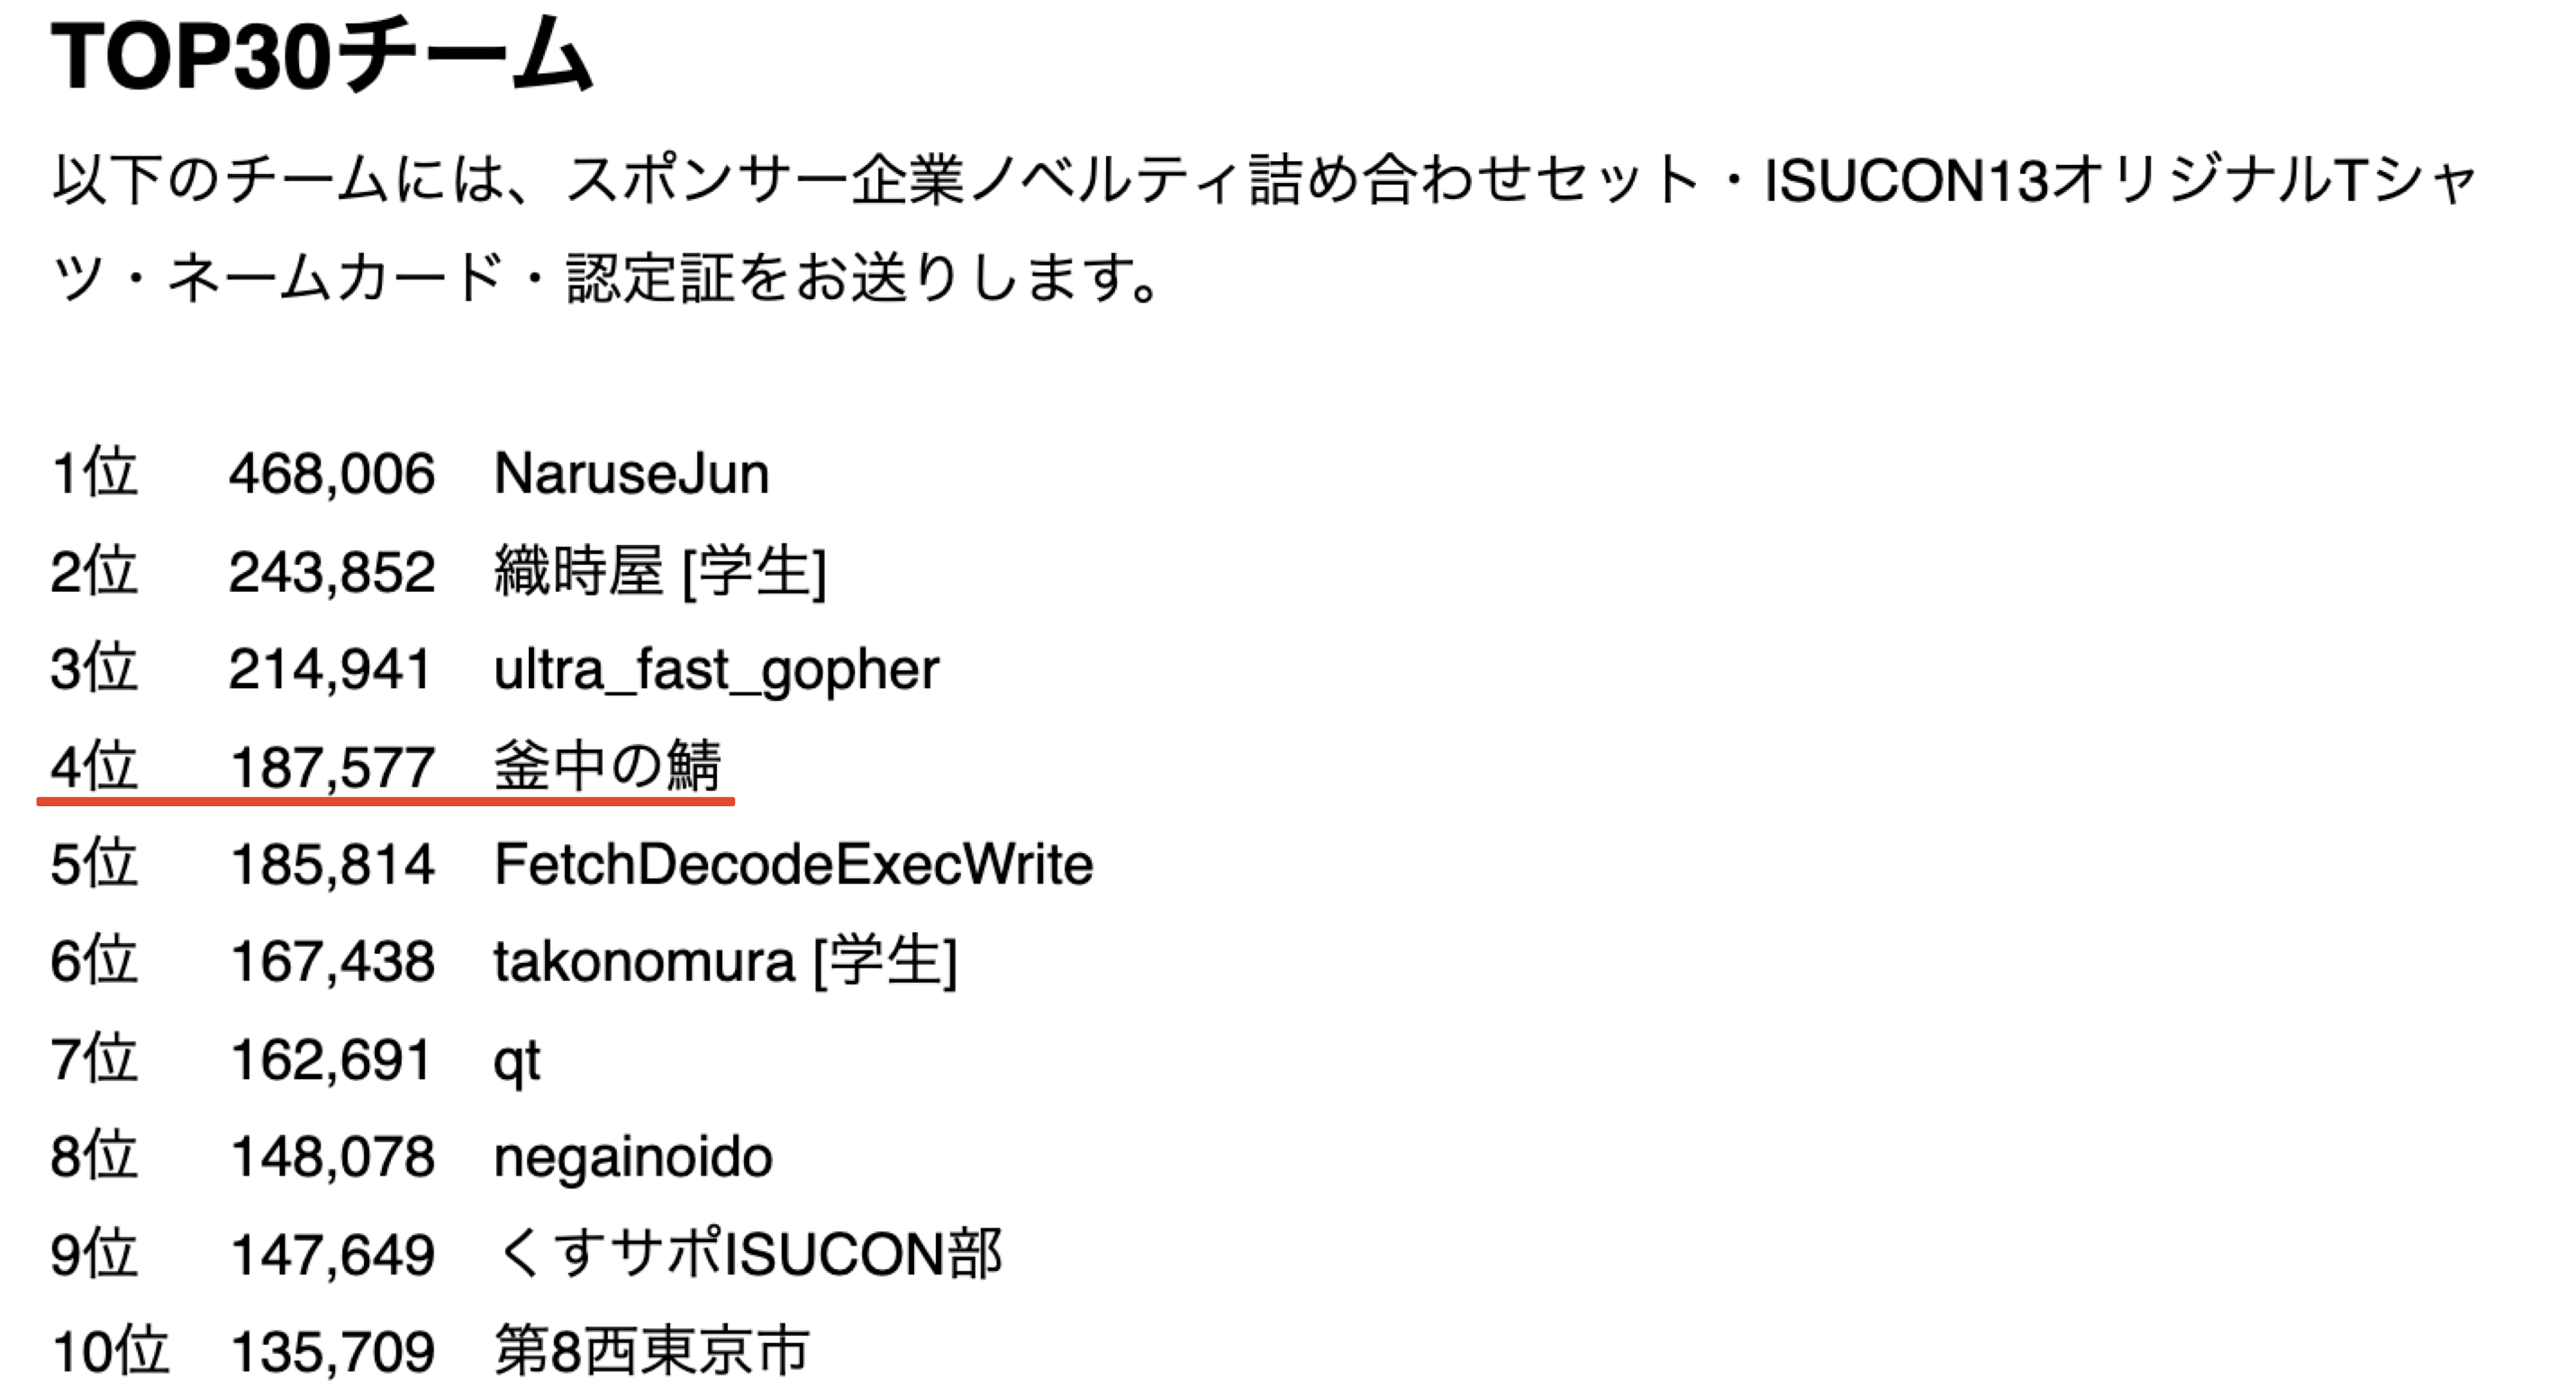 TOP30チーム
以下のチームには、スポンサー企業ノベルティ詰め合わせセット・ISUCON13オリジナルTシャ
ツ・ネームカード・認定証をお送りします。
1位 468,006 NaruseJun
2位 243,852 織時屋 [学生]
3位 214,941 ultra_fast_gopher
4位 187,577 釜中の鯖
5位 185,814 FetchDecodeExecWrite
6位 167,438 takonomura [学生]
7位 162,691 qt
8位 148,078 negainoido
9位 147,649 くすサポISUCON部
10位 135,709 第8西東京市